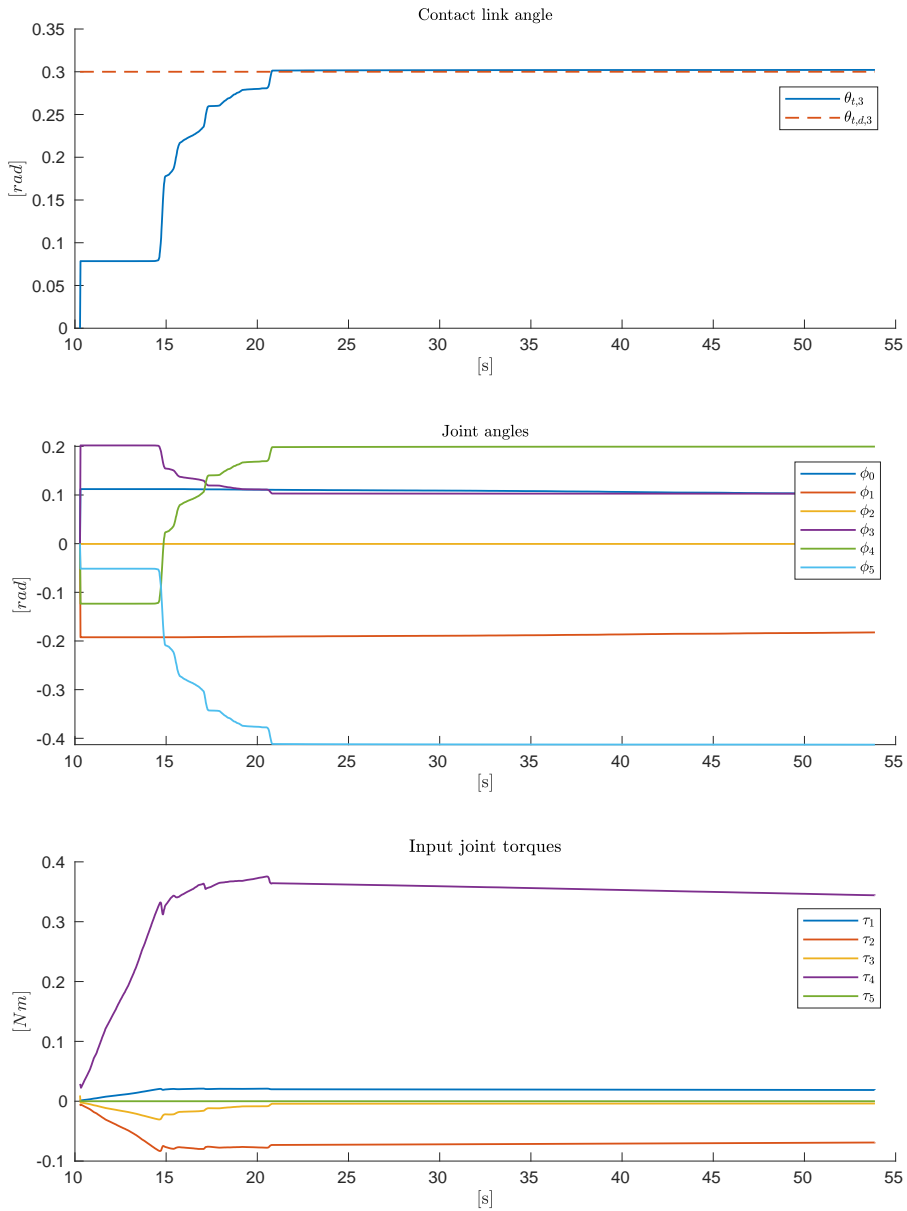 Contact link angle
0.35
0.3
0.25
0.2
0.15
0.1
0.05
0
[rad]
θt,3
θt,d,3
10 15 20 25 30 35 40 45 50 55
[s]
Joint angles
0.2
0.1
0
-0.1
-0.2
-0.3
-0.4
[rad]
ϕ0
ϕ1
ϕ2
ϕ3
ϕ4
ϕ5
10 15 20 25 30 35 40 45 50 55
[s]
Input joint torques
0.4
0.3
0.2
0.1
0
-0.1
[Nm]
τ1
τ2
τ3
τ4
τ5
10 15 20 25 30 35 40 45 50 55
[s]